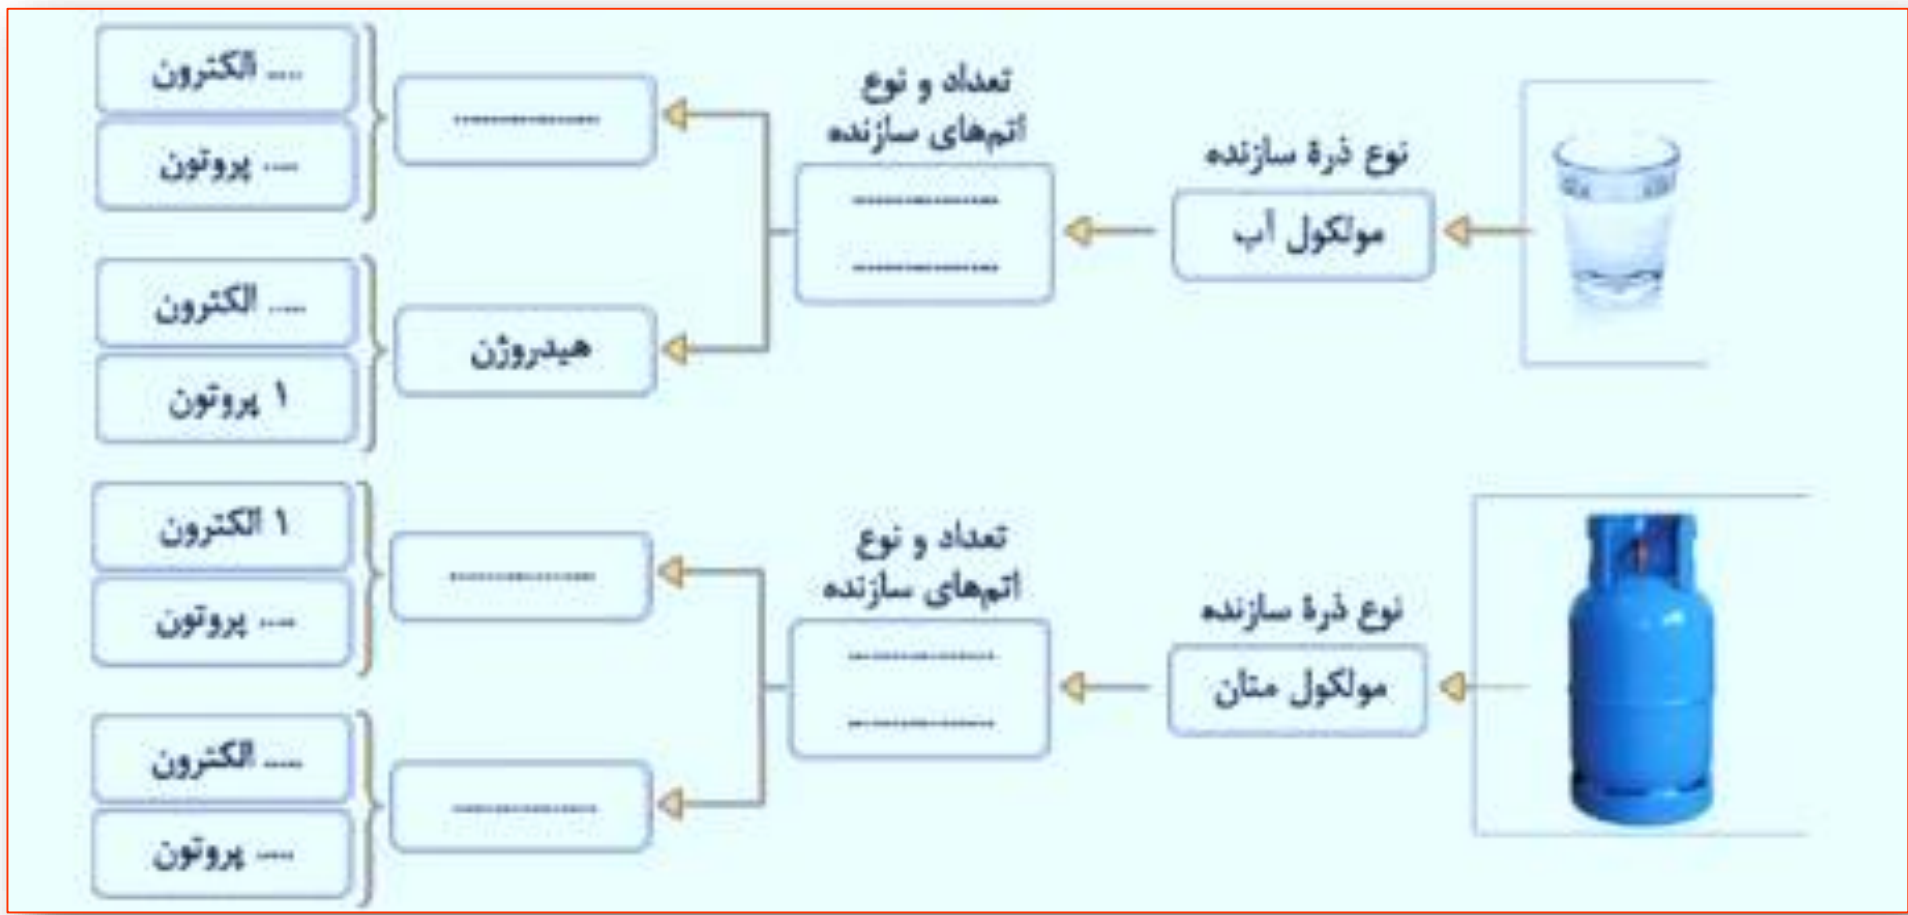 نوع ذرهٔ سازنده
مولکول آب
تعداد و نوع
اتم‌های سازنده
....................
....................
....................
.... الکترون
.... پروتون
هیدروژن
.... الکترون
۱ پروتون
نوع ذرهٔ سازنده
مولکول متان
تعداد و نوع
اتم‌های سازنده
....................
....................
....................
۱ الکترون
.... پروتون
....................
.... الکترون
.... پروتون